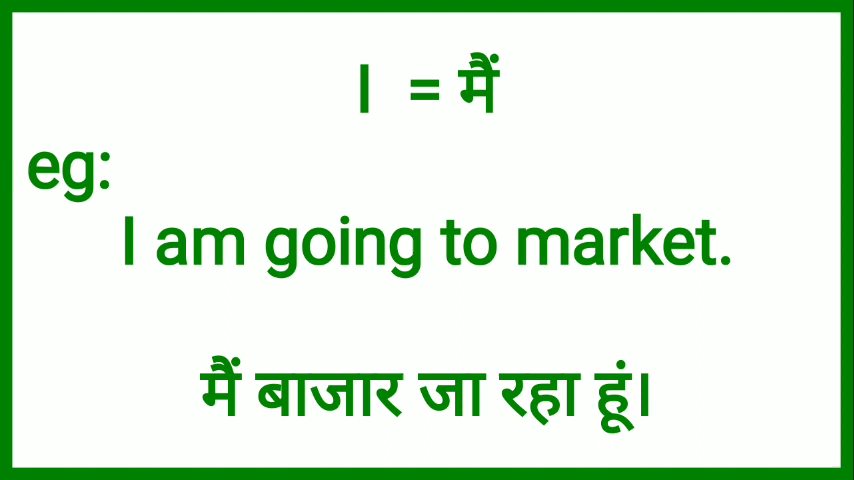 I = मैं
eg:
I am going to market.
मैं बाजार जा रहा हूं।